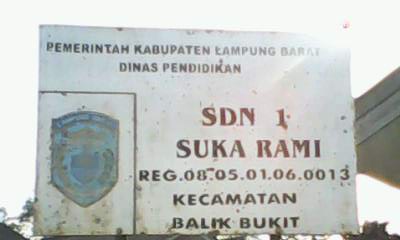 PEMERINTAH KABUPATEN LAMPUNG BARAT
DINAS PENDIDIKAN
SDN 1
SUKA RAMI
REG.08.05.01.06.0013
KECAMATAN
BALIK BUKIT